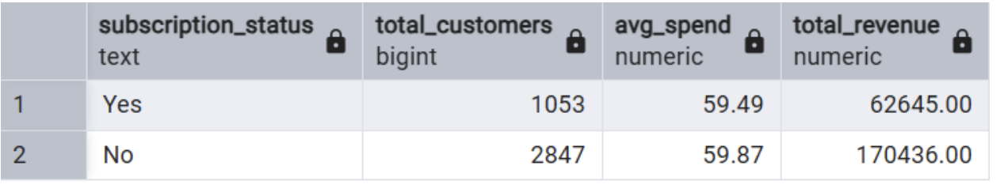 subscription_status total_customers avg_spend total_revenue
text bigint numeric numeric
1 Yes 1053 59.49 62645.00
2 No 2847 59.87 170436.00